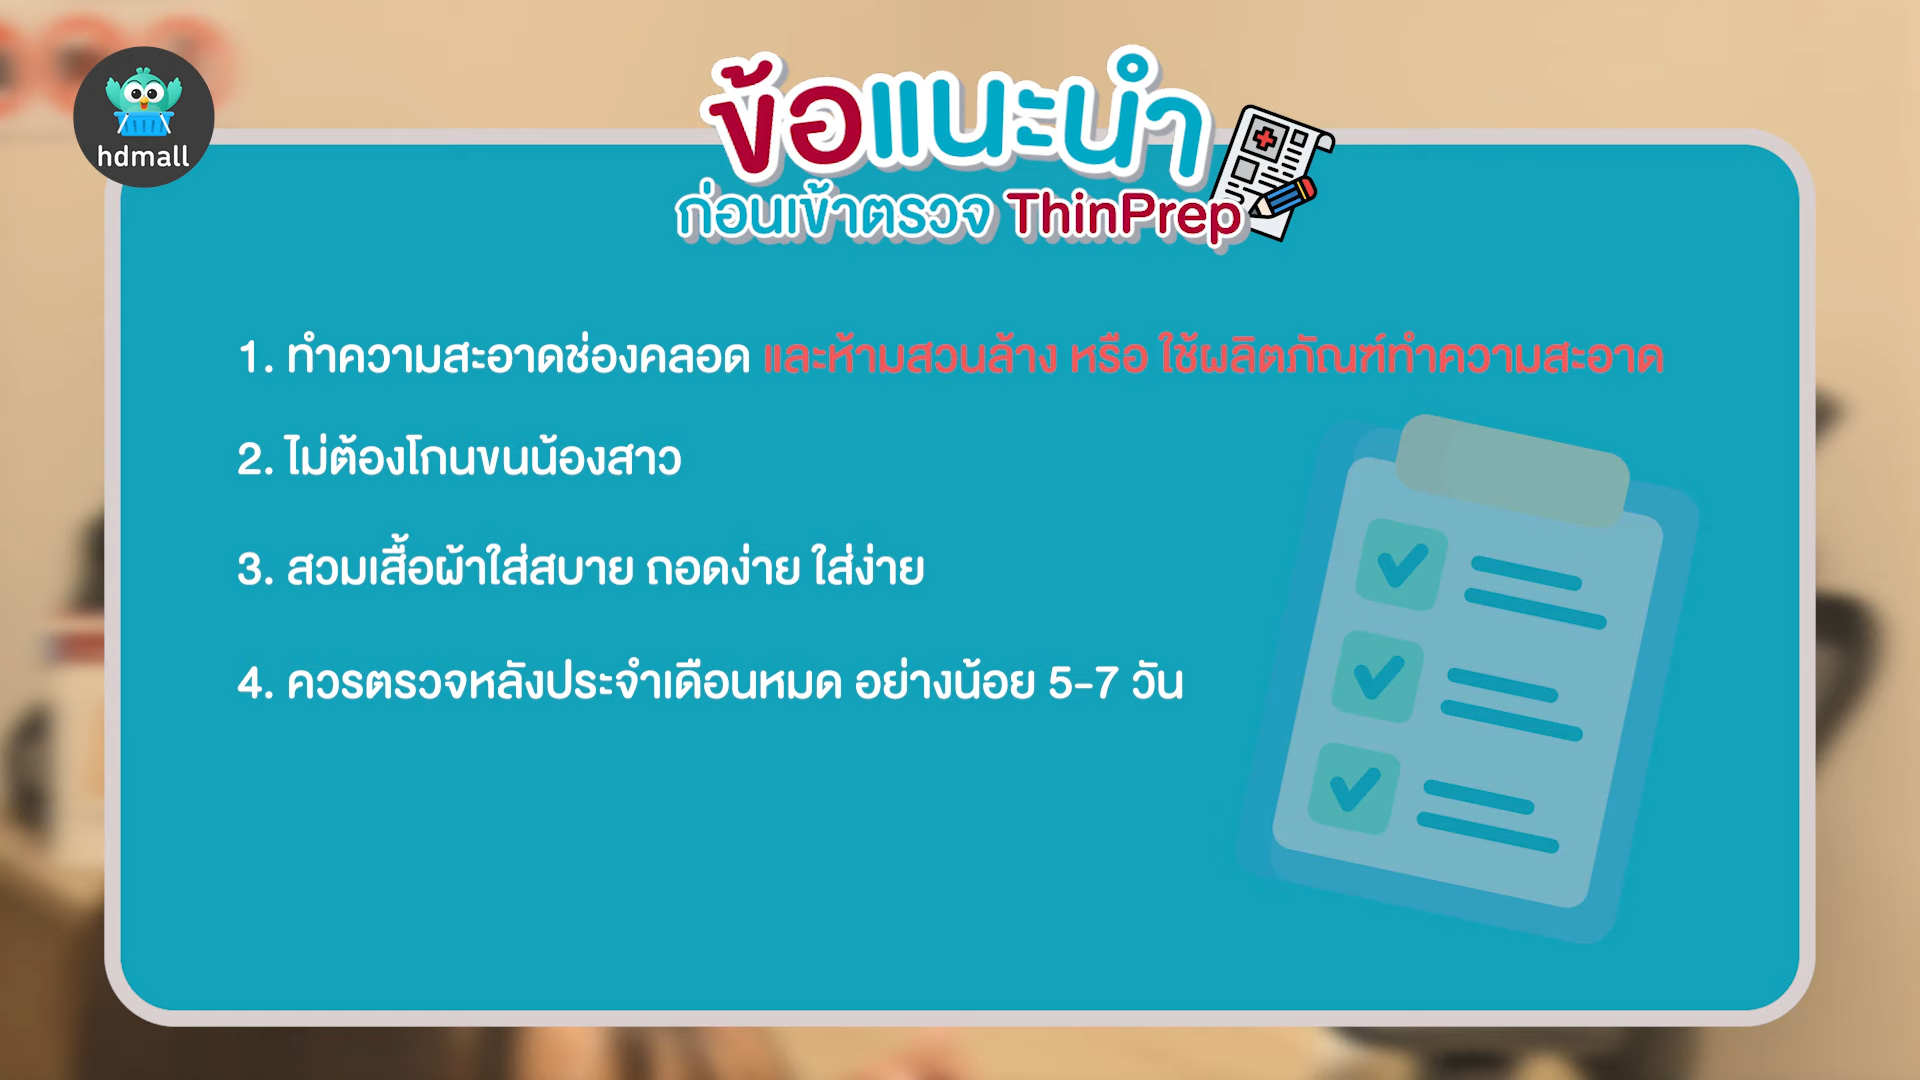 hdmall
ข้อแนะนำ
ก่อนเข้าตรวจ ThinPrep
1. ทำความสะอาดช่องคลอด และห้ามสวนล้าง หรือ ใช้ผลิตภัณฑ์ทำความสะอาด
2. ไม่ต้องโกนขนน้องสาว
3. สวมเสื้อผ้าใส่สบาย ถอดง่าย ใส่ง่าย
4. ควรตรวจหลังประจำเดือนหมด อย่างน้อย 5-7 วัน